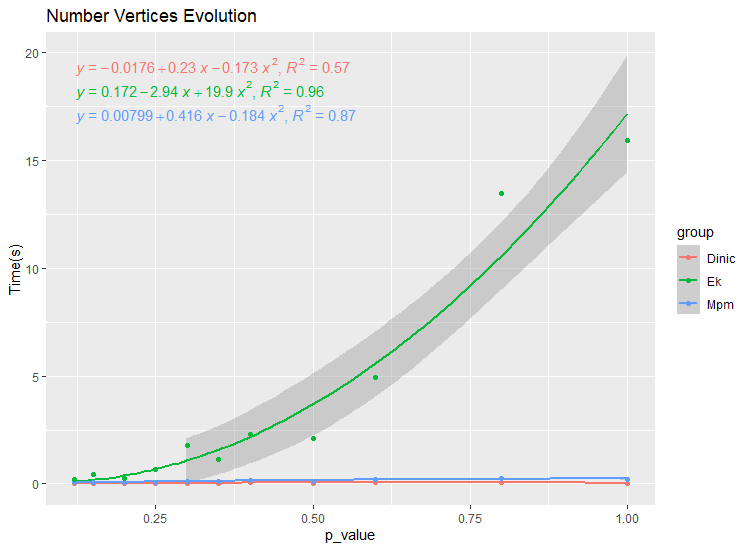 Number Vertices Evolution
y = −0.0176 + 0.23 x − 0.173 x², R² = 0.57
y = 0.172 − 2.94 x + 19.9 x², R² = 0.96
y = 0.00799 + 0.416 x − 0.184 x², R² = 0.87
20
15
10
5
0
Time(s)
0.25 0.50 0.75 1.00
p_value
group
Dinic
Ek
Mpm